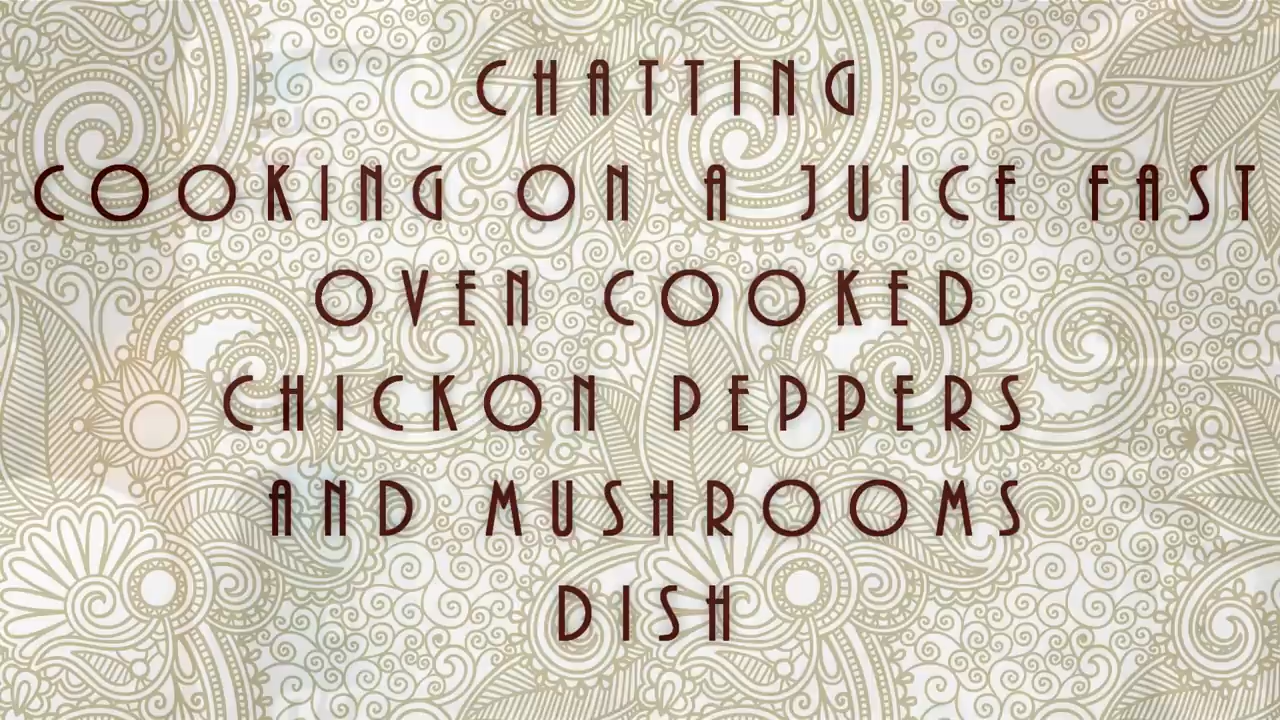 CHATTING
COOKING ON A JUICE FAST
OVEN COOKED
CHICKON PEPPERS
AND MUSHROOMS
DISH